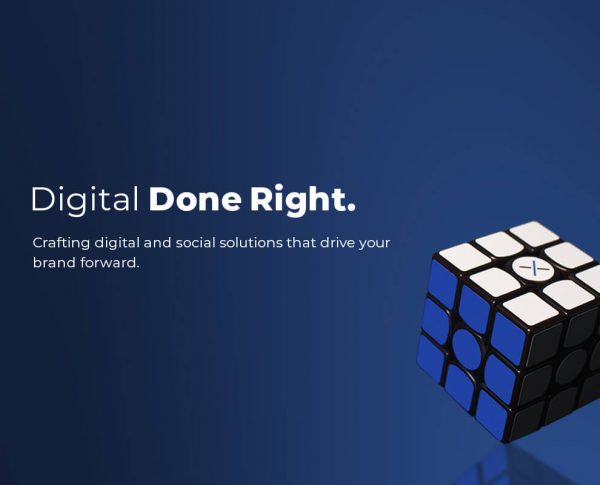 Digital Done Right.
Crafting digital and social solutions that drive your
brand forward.